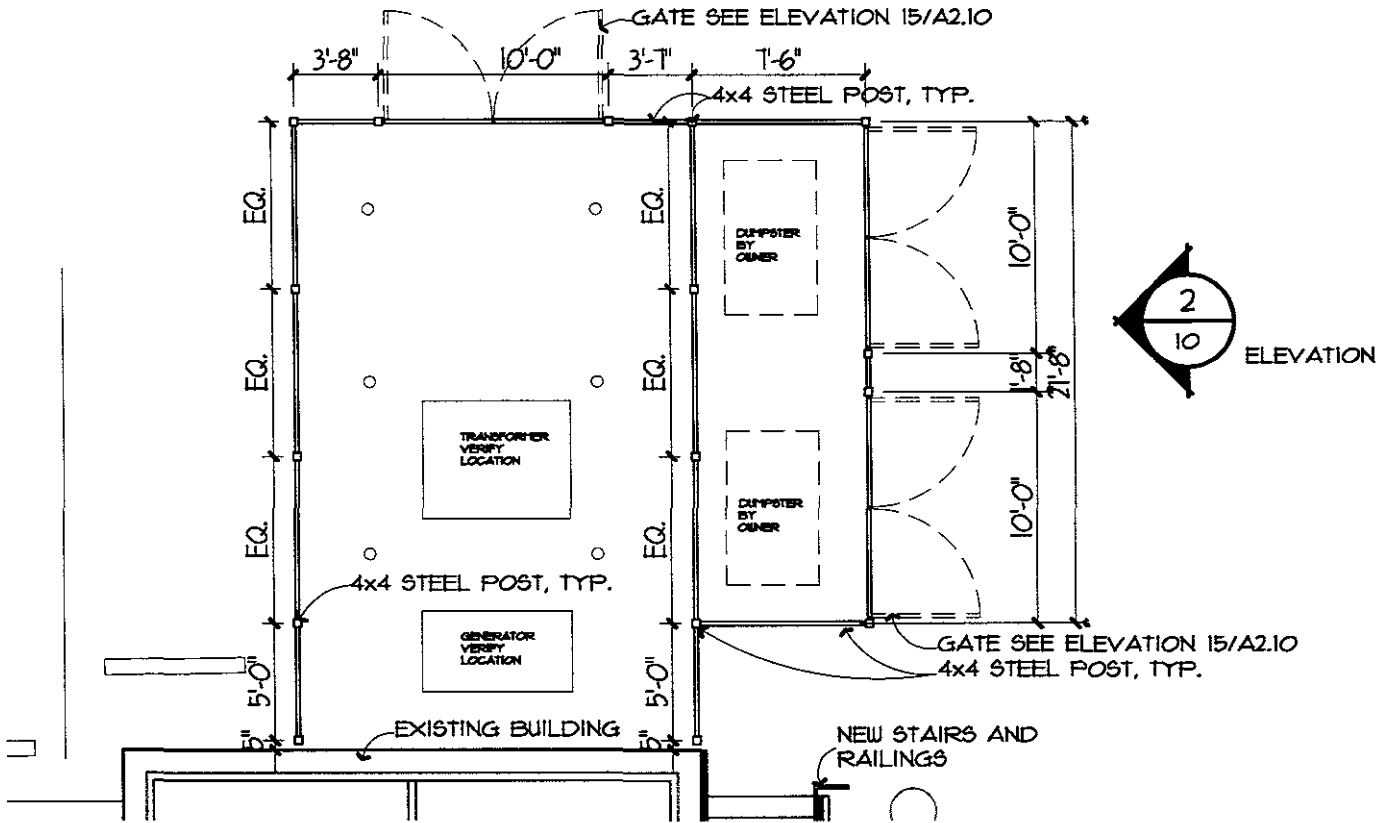 GATE SEE ELEVATION 15/A2.10
3'-8"
10'-0"
3'-7"
7'-6"
4x4 STEEL POST, TYP.
EQ.
EQ.
DUMPSTER
BY
OWNER
10'-0"
2
10
ELEVATION
1'-8"
21'-8"
EQ.
EQ.
TRANSFORMER
VERIFY
LOCATION
DUMPSTER
BY
OWNER
10'-0"
EQ.
EQ.
4x4 STEEL POST, TYP.
GENERATOR
VERIFY
LOCATION
GATE SEE ELEVATION 15/A2.10
4x4 STEEL POST, TYP.
5'-0"
5'-0"
EXISTING BUILDING
NEW STAIRS AND
RAILINGS